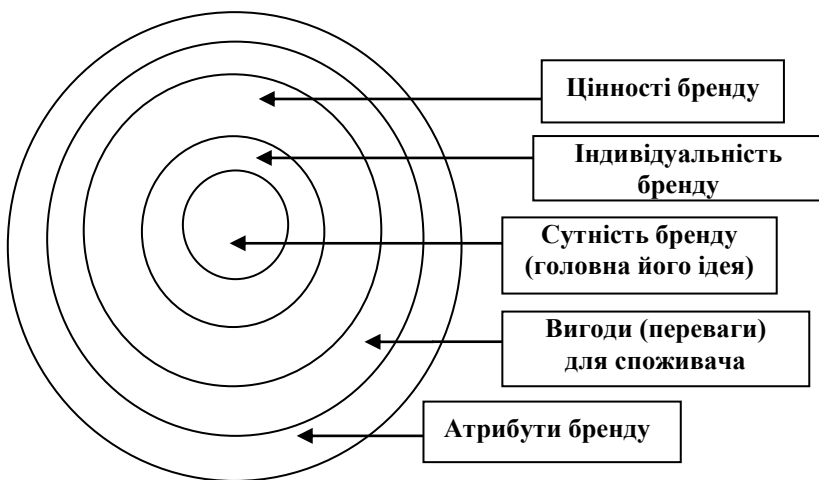 Цінності бренду
Індивідуальність
бренду
Сутність бренду
(головна його ідея)
Вигоди (переваги)
для споживача
Атрибути бренду